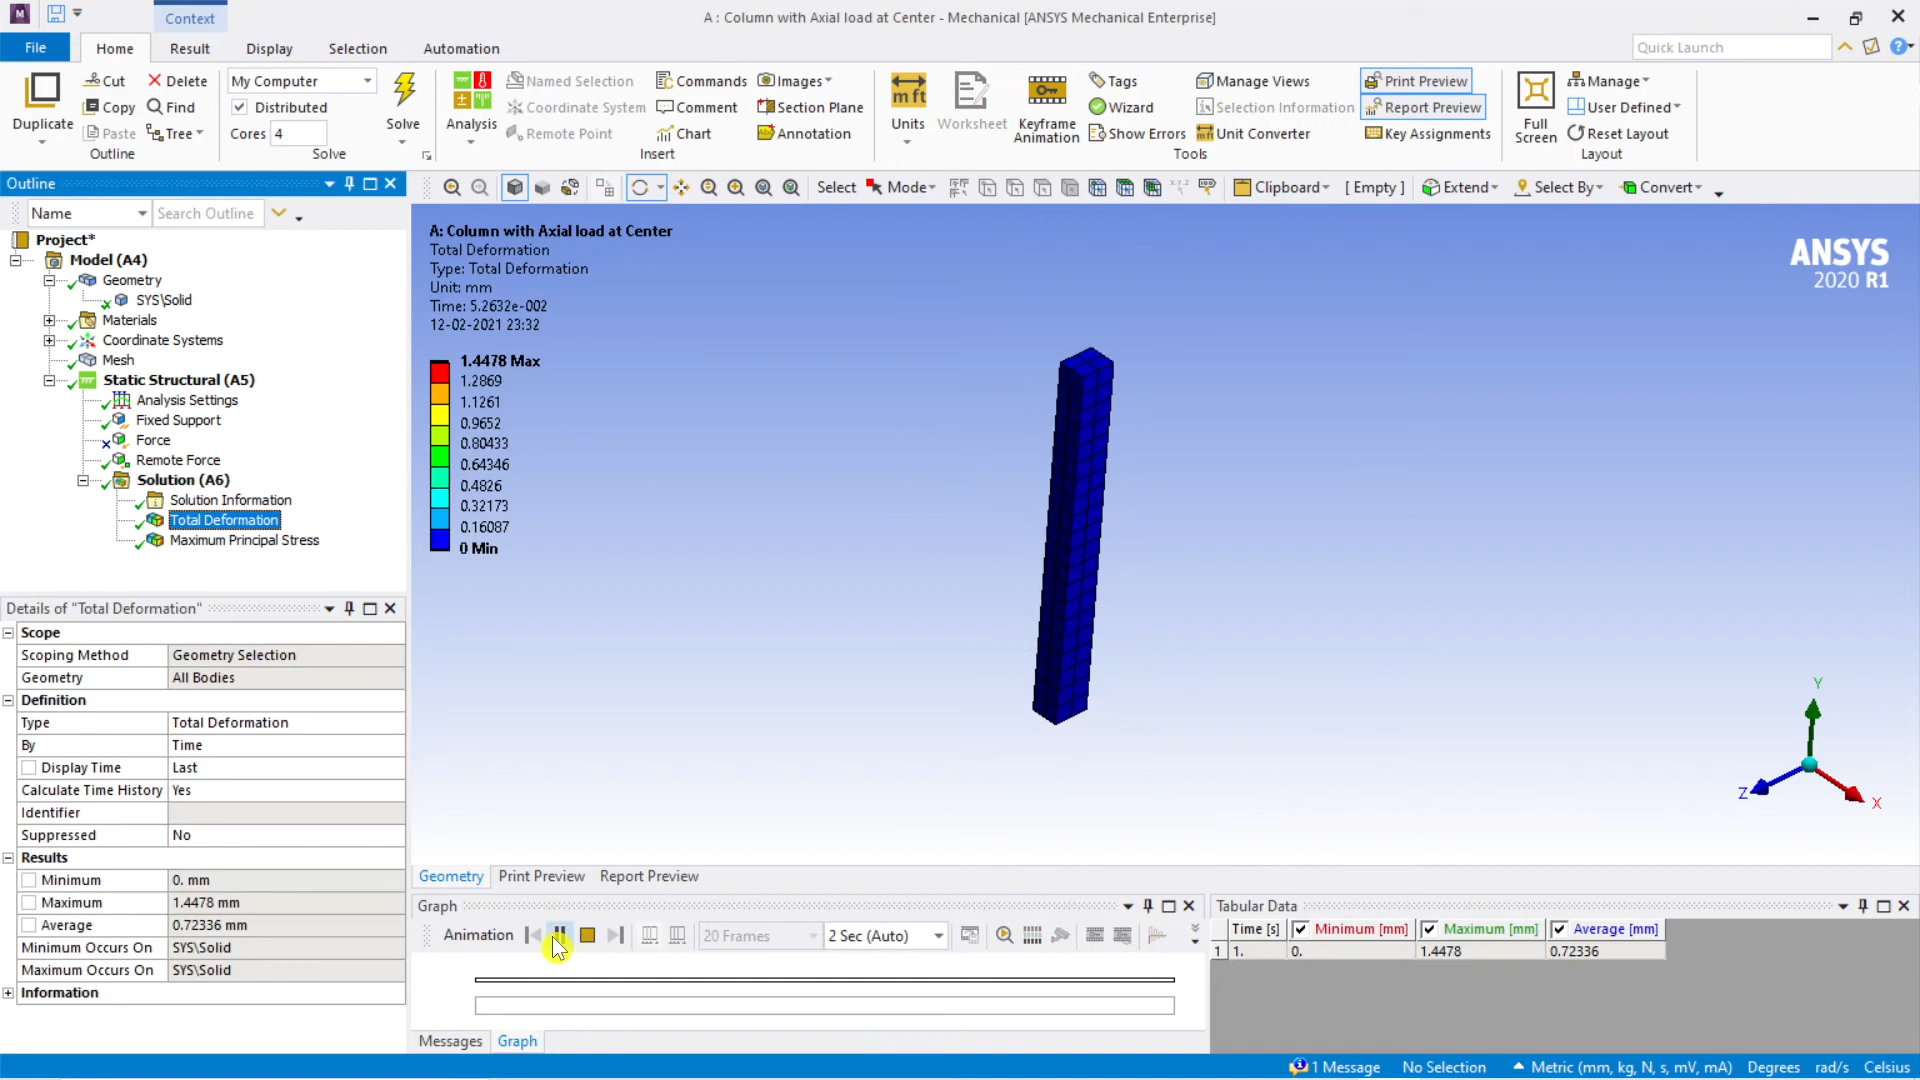 Context
A : Column with Axial load at Center - Mechanical [ANSYS Mechanical Enterprise]
File Home Result Display Selection Automation
Quick Launch
Duplicate
Cut
Copy
Paste
Delete
Find
Tree
Outline
My Computer
Distributed
Cores 4
Solve
Solve
Analysis
Named Selection
Coordinate System
Remote Point
Commands
Comment
Chart
Images
Section Plane
Annotation
Insert
Units
Worksheet
Keyframe
Animation
Tags
Wizard
Show Errors
Manage Views
Selection Information
Unit Converter
Print Preview
Report Preview
Key Assignments
Tools
Full
Screen
Manage
User Defined
Reset Layout
Layout
Outline
Name
Search Outline
Select Mode Clipboard [ Empty ] Extend Select By Convert
Project*
Model (A4)
Geometry
SYS\Solid
Materials
Coordinate Systems
Mesh
Static Structural (A5)
Analysis Settings
Fixed Support
Force
Remote Force
Solution (A6)
Solution Information
Total Deformation
Maximum Principal Stress
Details of "Total Deformation"
Scope
Scoping Method Geometry Selection
Geometry All Bodies
Definition
Type Total Deformation
By Time
Display Time Last
Calculate Time History Yes
Identifier
Suppressed No
Results
Minimum 0. mm
Maximum 1.4478 mm
Average 0.72336 mm
Minimum Occurs On SYS\Solid
Maximum Occurs On SYS\Solid
Information
A: Column with Axial load at Center
Total Deformation
Type: Total Deformation
Unit: mm
Time: 5.2632e-002
12-02-2021 23:32
1.4478 Max
1.2869
1.1261
0.9652
0.80433
0.64346
0.4826
0.32173
0.16087
0 Min
ANSYS
2020 R1
Y
Z
X
Geometry Print Preview Report Preview
Graph
Animation 20 Frames 2 Sec (Auto)
Messages Graph
Tabular Data
Time [s] Minimum [mm] Maximum [mm] Average [mm]
1 1. 0. 1.4478 0.72336
1 Message No Selection Metric (mm, kg, N, s, mV, mA) Degrees rad/s Celsius